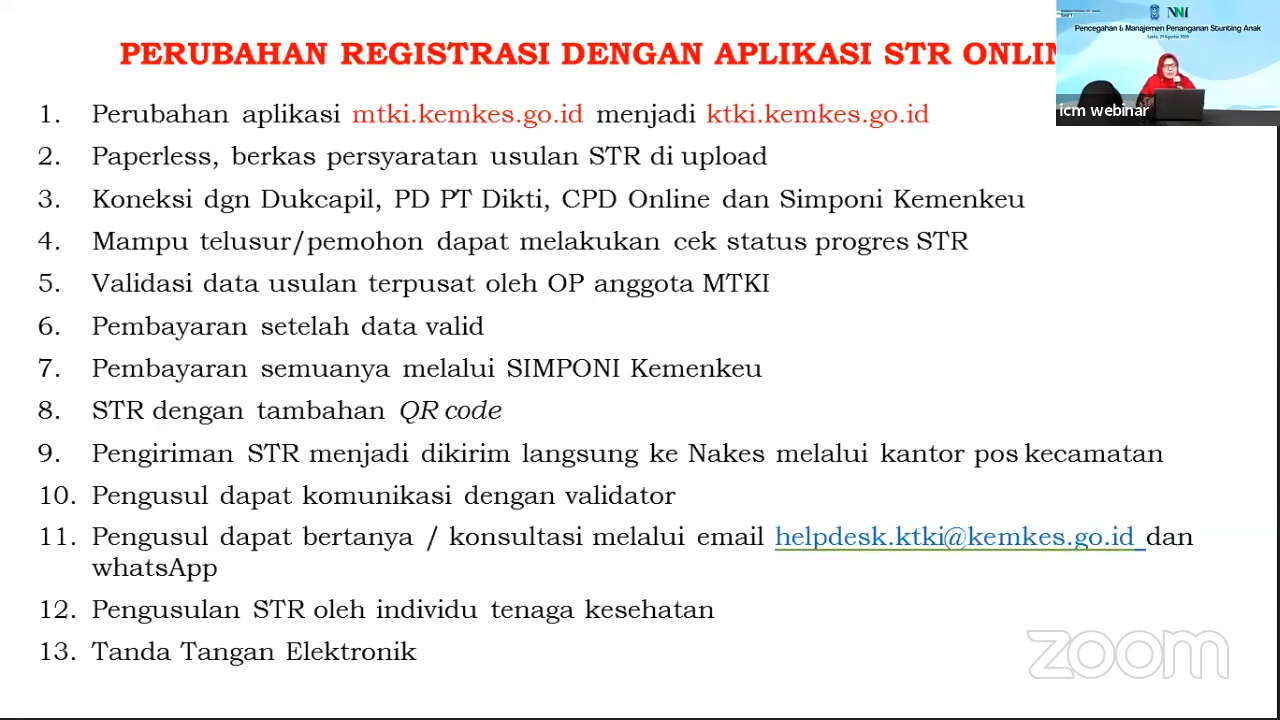 PERUBAHAN REGISTRASI DENGAN APLIKASI STR
Pencegahan & Manajemen Penanganan Stunting Anak
icm webinar
1. Perubahan aplikasi mtki.kemkes.go.id menjadi ktki.kemkes.go.id
2. Paperless, berkas persyaratan usulan STR di upload
3. Koneksi dgn Dukcapil, PD PT Dikti, CPD Online dan Simponi Kemenkeu
4. Mampu telusur/pemohon dapat melakukan cek status progres STR
5. Validasi data usulan terpusat oleh OP anggota MTKI
6. Pembayaran setelah data valid
7. Pembayaran semuanya melalui SIMPONI Kemenkeu
8. STR dengan tambahan QR code
9. Pengiriman STR menjadi dikirim langsung ke Nakes melalui kantor pos kecamatan
10. Pengusul dapat komunikasi dengan validator
11. Pengusul dapat bertanya / konsultasi melalui email helpdesk.ktki@kemkes.go.id dan
whatsApp
12. Pengusulan STR oleh individu tenaga kesehatan
13. Tanda Tangan Elektronik
zoom